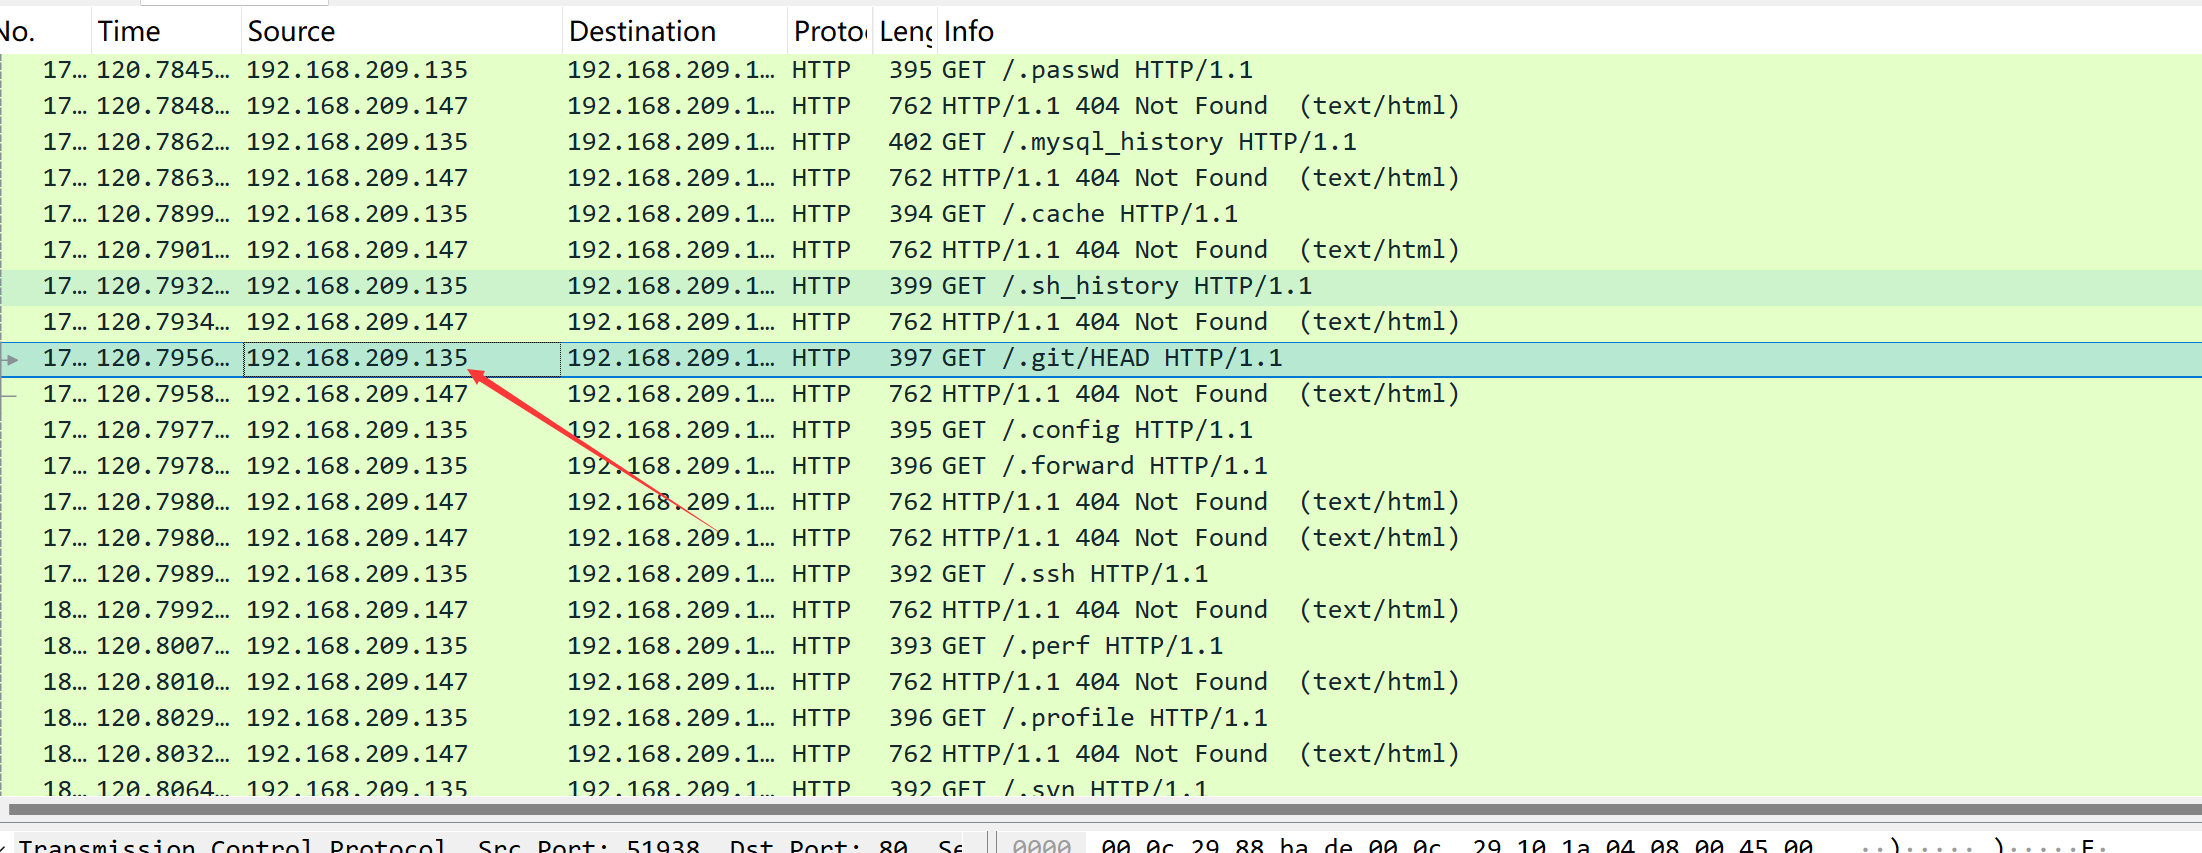 No. Time Source Destination Proto Leng Info
17… 120.7845… 192.168.209.135 192.168.209.1… HTTP 395 GET /.passwd HTTP/1.1
17… 120.7848… 192.168.209.147 192.168.209.1… HTTP 762 HTTP/1.1 404 Not Found (text/html)
17… 120.7862… 192.168.209.135 192.168.209.1… HTTP 402 GET /.mysql_history HTTP/1.1
17… 120.7863… 192.168.209.147 192.168.209.1… HTTP 762 HTTP/1.1 404 Not Found (text/html)
17… 120.7899… 192.168.209.135 192.168.209.1… HTTP 394 GET /.cache HTTP/1.1
17… 120.7901… 192.168.209.147 192.168.209.1… HTTP 762 HTTP/1.1 404 Not Found (text/html)
17… 120.7932… 192.168.209.135 192.168.209.1… HTTP 399 GET /.sh_history HTTP/1.1
17… 120.7934… 192.168.209.147 192.168.209.1… HTTP 762 HTTP/1.1 404 Not Found (text/html)
17… 120.7956… 192.168.209.135 192.168.209.1… HTTP 397 GET /.git/HEAD HTTP/1.1
17… 120.7958… 192.168.209.147 192.168.209.1… HTTP 762 HTTP/1.1 404 Not Found (text/html)
17… 120.7977… 192.168.209.135 192.168.209.1… HTTP 395 GET /.config HTTP/1.1
17… 120.7978… 192.168.209.135 192.168.209.1… HTTP 396 GET /.forward HTTP/1.1
17… 120.7980… 192.168.209.147 192.168.209.1… HTTP 762 HTTP/1.1 404 Not Found (text/html)
17… 120.7980… 192.168.209.147 192.168.209.1… HTTP 762 HTTP/1.1 404 Not Found (text/html)
17… 120.7989… 192.168.209.135 192.168.209.1… HTTP 392 GET /.ssh HTTP/1.1
18… 120.7992… 192.168.209.147 192.168.209.1… HTTP 762 HTTP/1.1 404 Not Found (text/html)
18… 120.8007… 192.168.209.135 192.168.209.1… HTTP 393 GET /.perf HTTP/1.1
18… 120.8010… 192.168.209.147 192.168.209.1… HTTP 762 HTTP/1.1 404 Not Found (text/html)
18… 120.8029… 192.168.209.135 192.168.209.1… HTTP 396 GET /.profile HTTP/1.1
18… 120.8032… 192.168.209.147 192.168.209.1… HTTP 762 HTTP/1.1 404 Not Found (text/html)
18… 120.8064… 192.168.209.135 192.168.209.1… HTTP 392 GET /.svn HTTP/1.1
Transmission Control Protocol, Src Port: 51938, Dst Port: 80, Se 0000 00 0c 29 88 ba de 00 0c 29 10 1a 04 08 00 45 00 ··)····· )·····E·